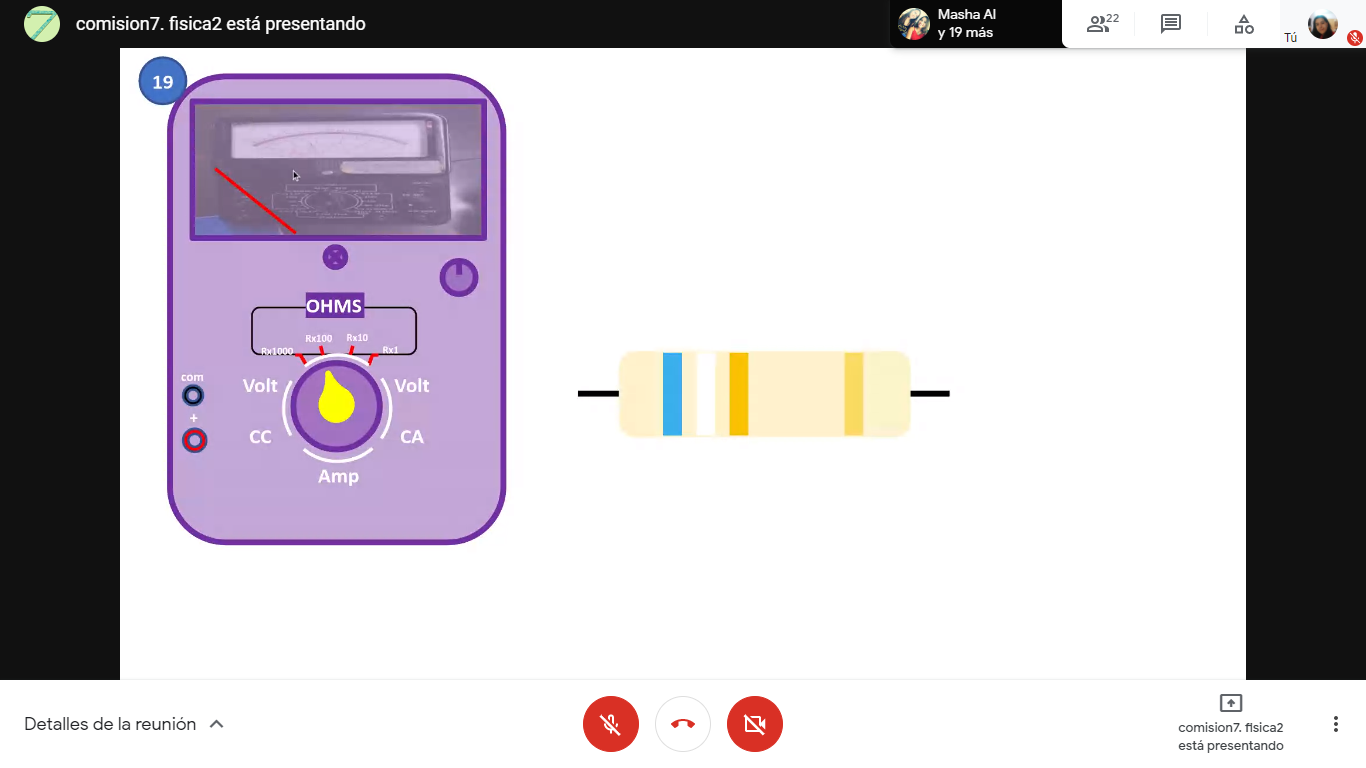 comision7. fisica2 está presentando
Masha Al
y 19 más
22
Tú
19
OHMS
Rx100
Rx10
Rx1000
Rx1
com
+
Volt
Volt
CC
CA
Amp
Detalles de la reunión
comision7. fisica2
está presentando